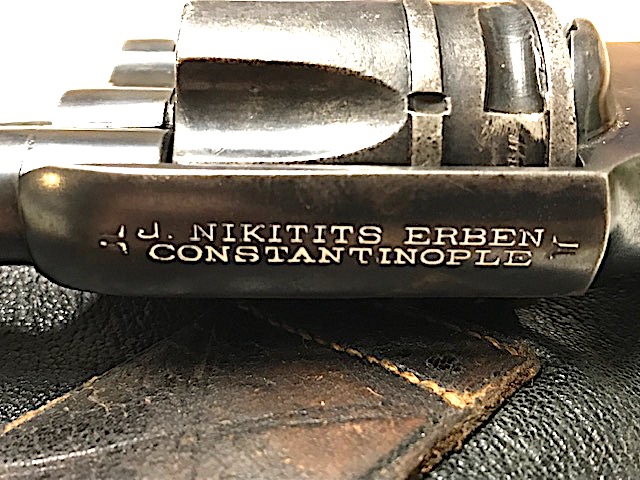 J. NIKITITS ERBEN
CONSTANTINOPLE